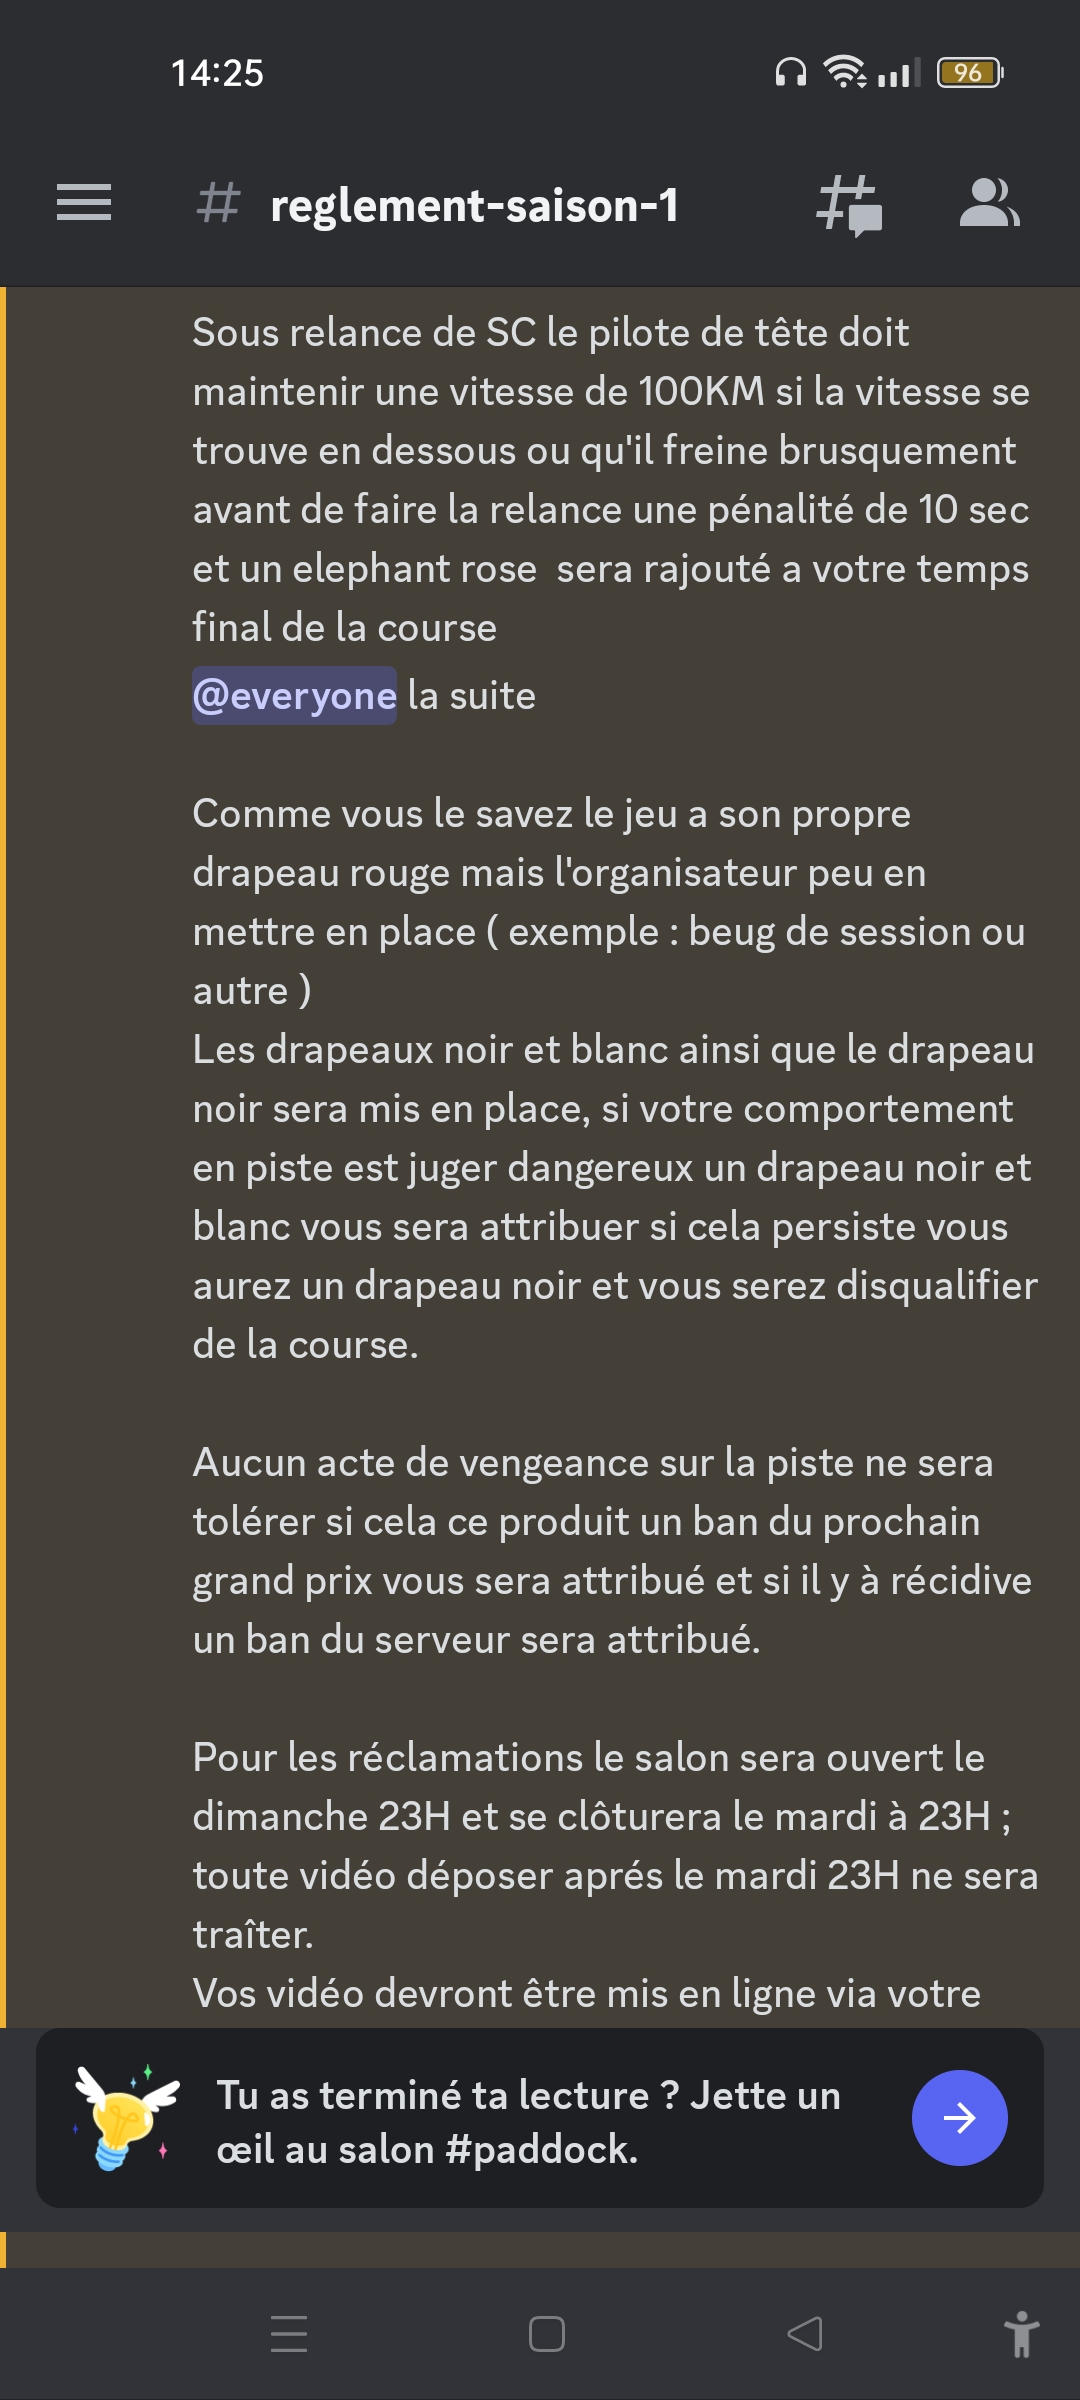 14:25
96
# reglement-saison-1
Sous relance de SC le pilote de tête doit
maintenir une vitesse de 100KM si la vitesse se
trouve en dessous ou qu'il freine brusquement
avant de faire la relance une pénalité de 10 sec
et un elephant rose  sera rajouté a votre temps
final de la course
@everyone la suite
Comme vous le savez le jeu a son propre
drapeau rouge mais l'organisateur peu en
mettre en place ( exemple : beug de session ou
autre )
Les drapeaux noir et blanc ainsi que le drapeau
noir sera mis en place, si votre comportement
en piste est juger dangereux un drapeau noir et
blanc vous sera attribuer si cela persiste vous
aurez un drapeau noir et vous serez disqualifier
de la course.
Aucun acte de vengeance sur la piste ne sera
tolérer si cela ce produit un ban du prochain
grand prix vous sera attribué et si il y à récidive
un ban du serveur sera attribué.
Pour les réclamations le salon sera ouvert le
dimanche 23H et se clôturera le mardi à 23H ;
toute vidéo déposer aprés le mardi 23H ne sera
traîter.
Vos vidéo devront être mis en ligne via votre
Tu as terminé ta lecture ? Jette un
œil au salon #paddock.